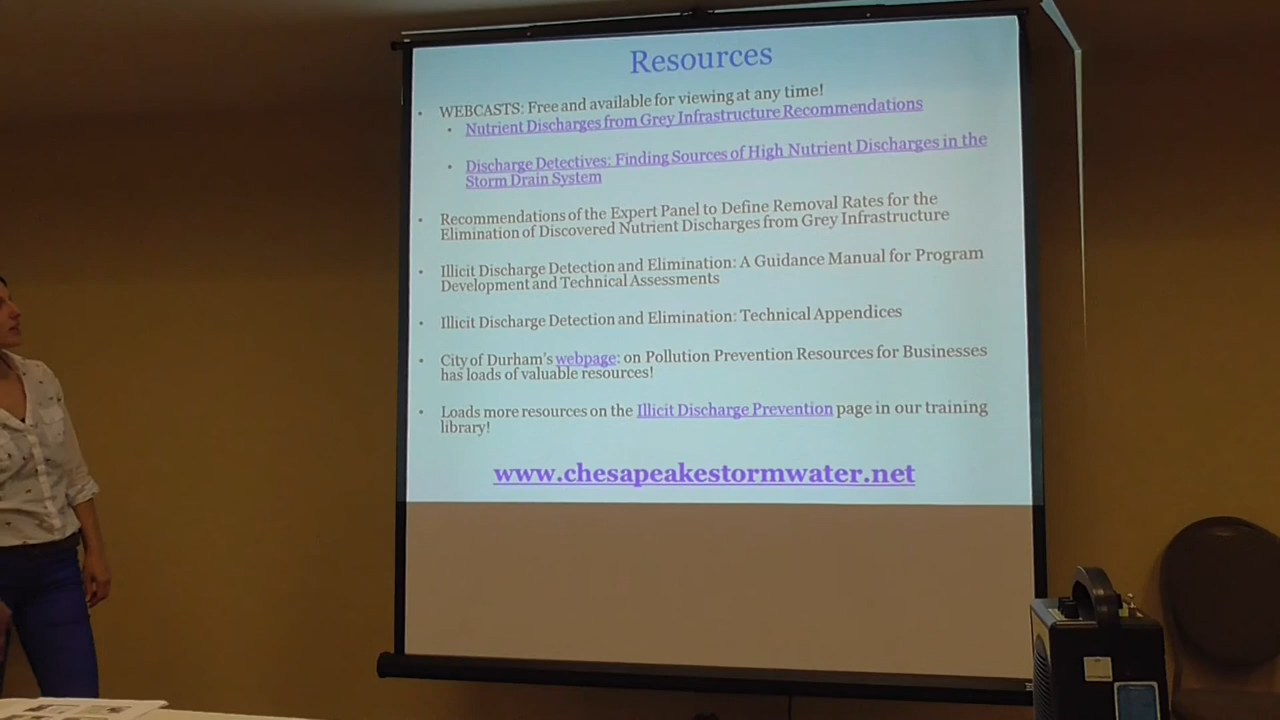 Resources
• WEBCASTS: Free and available for viewing at any time!
• Nutrient Discharges from Grey Infrastructure Recommendations
• Discharge Detectives: Finding Sources of High Nutrient Discharges in the
Storm Drain System
• Recommendations of the Expert Panel to Define Removal Rates for the
Elimination of Discovered Nutrient Discharges from Grey Infrastructure
• Illicit Discharge Detection and Elimination: A Guidance Manual for Program
Development and Technical Assessments
• Illicit Discharge Detection and Elimination: Technical Appendices
• City of Durham's webpage: on Pollution Prevention Resources for Businesses
has loads of valuable resources!
• Loads more resources on the Illicit Discharge Prevention page in our training
library!
www.chesapeakestormwater.net